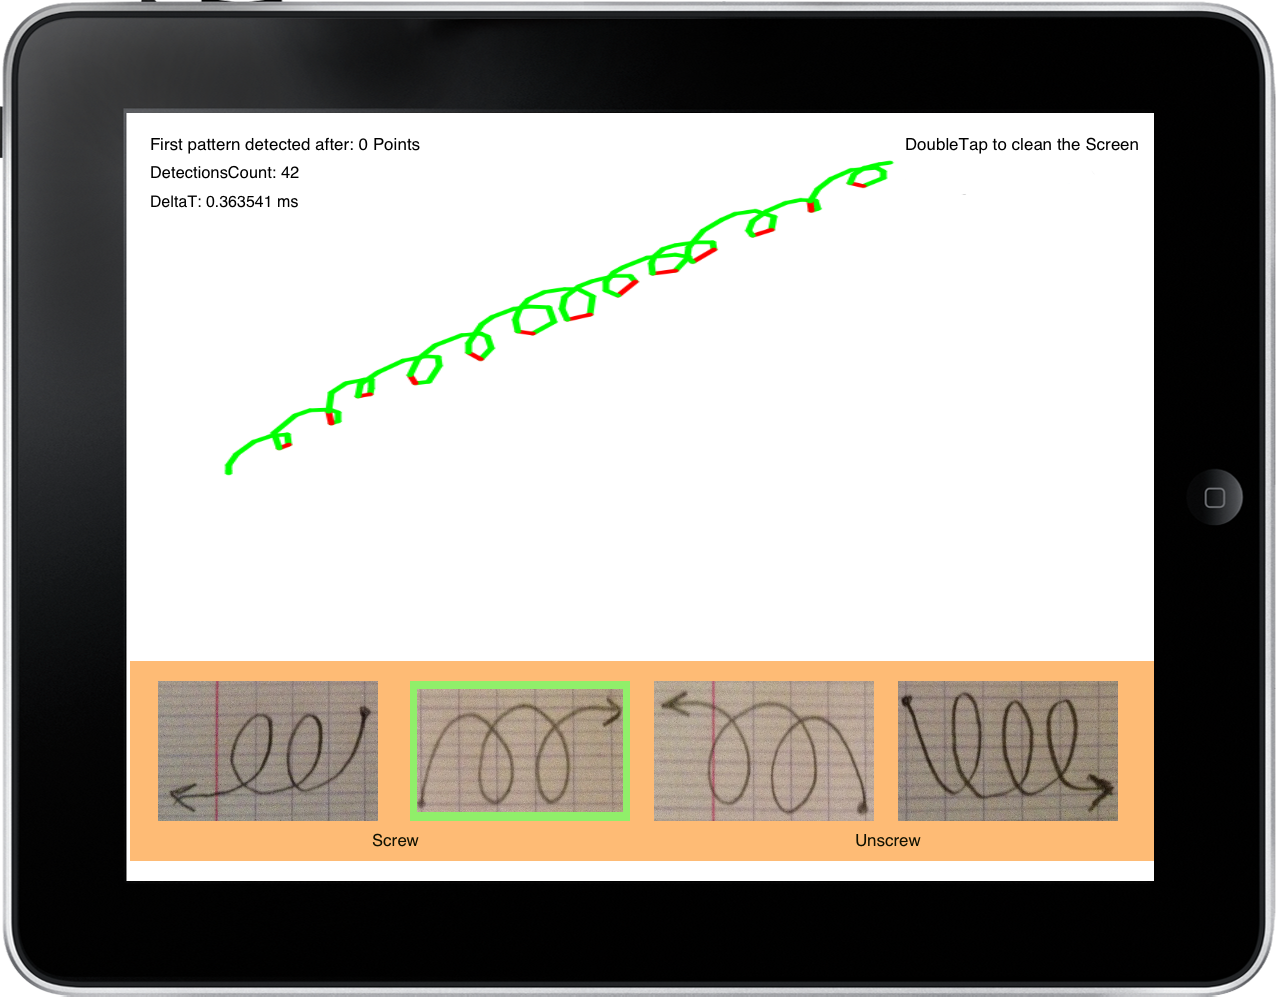 First pattern detected after: 0 Points
DoubleTap to clean the Screen
DetectionsCount: 42
DeltaT: 0.363541 ms
Screw
Unscrew